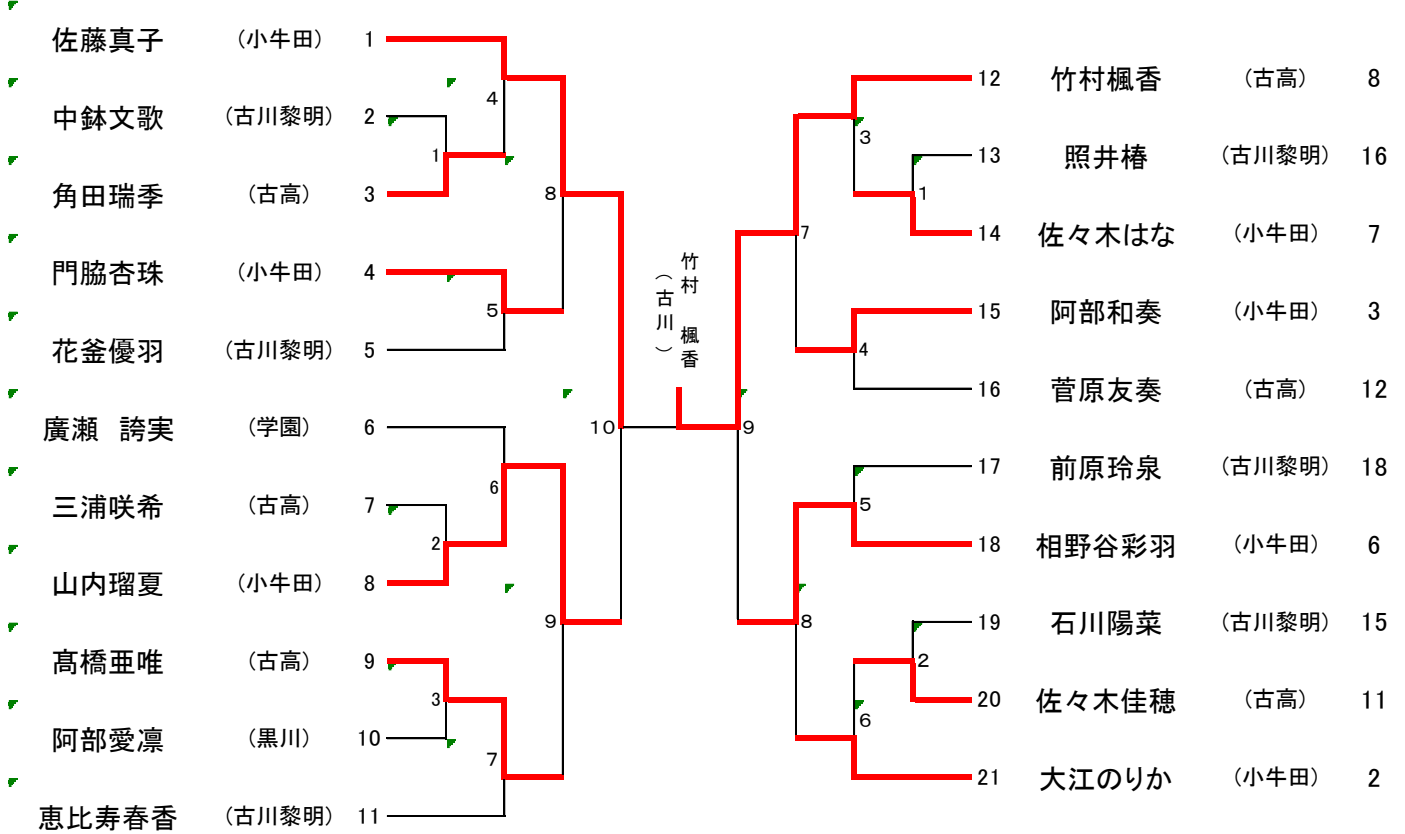 佐藤真子 (小牛田) 1
中鉢文歌 (古川黎明) 2
角田瑞季 (古高) 3
門脇杏珠 (小牛田) 4
花釜優羽 (古川黎明) 5
廣瀬　誇実 (学園) 6
三浦咲希 (古高) 7
山内瑠夏 (小牛田) 8
髙橋亜唯 (古高) 9
阿部愛凛 (黒川) 10
恵比寿春香 (古川黎明) 11
4
1
8
5
6
2
9
3
7
10
竹村　楓香
(古川)
9
7
3
1
4
5
8
2
6
12 竹村楓香 (古高) 8
13 照井椿 (古川黎明) 16
14 佐々木はな (小牛田) 7
15 阿部和奏 (小牛田) 3
16 菅原友奏 (古高) 12
17 前原玲泉 (古川黎明) 18
18 相野谷彩羽 (小牛田) 6
19 石川陽菜 (古川黎明) 15
20 佐々木佳穂 (古高) 11
21 大江のりか (小牛田) 2